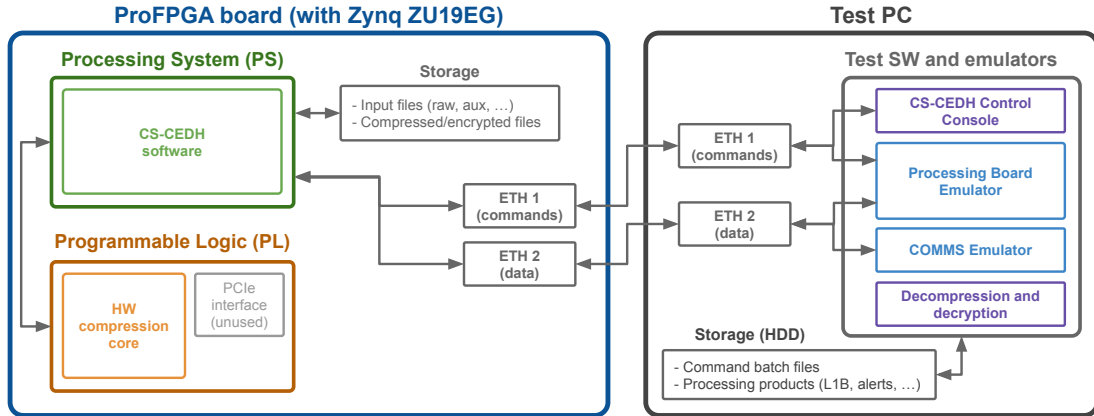 ProFPGA board (with Zynq ZU19EG)
Processing System (PS)
CS-CEDH
software
Storage
- Input files (raw, aux, …)
- Compressed/encrypted files
ETH 1
(commands)
ETH 2
(data)
Programmable Logic (PL)
HW
compression
core
PCIe
interface
(unused)
Test PC
Test SW and emulators
ETH 1
(commands)
ETH 2
(data)
CS-CEDH Control
Console
Processing Board
Emulator
COMMS Emulator
Decompression and
decryption
Storage (HDD)
- Command batch files
- Processing products (L1B, alerts, …)